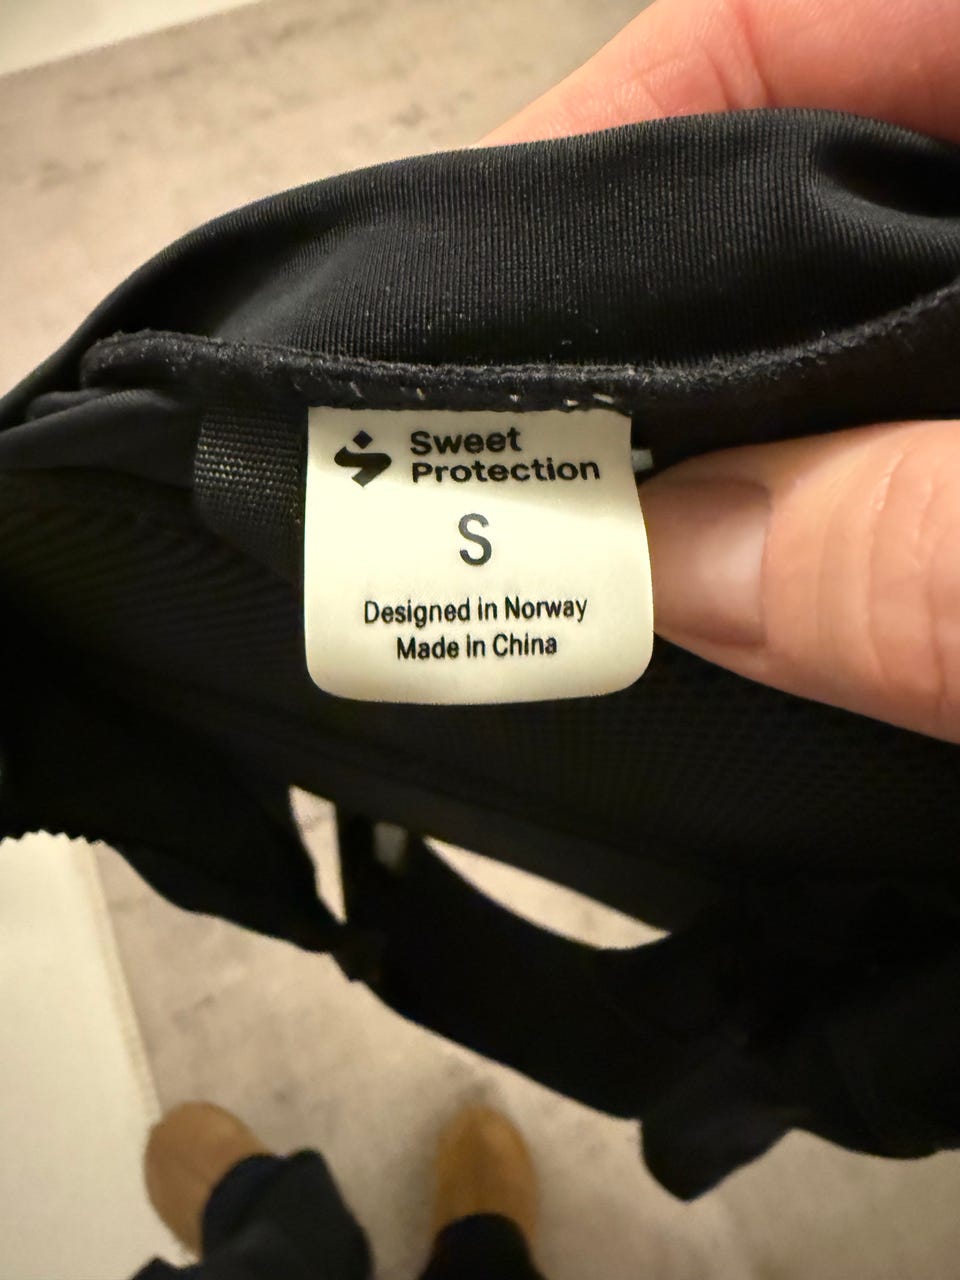 Sweet
Protection
S
Designed in Norway
Made in China